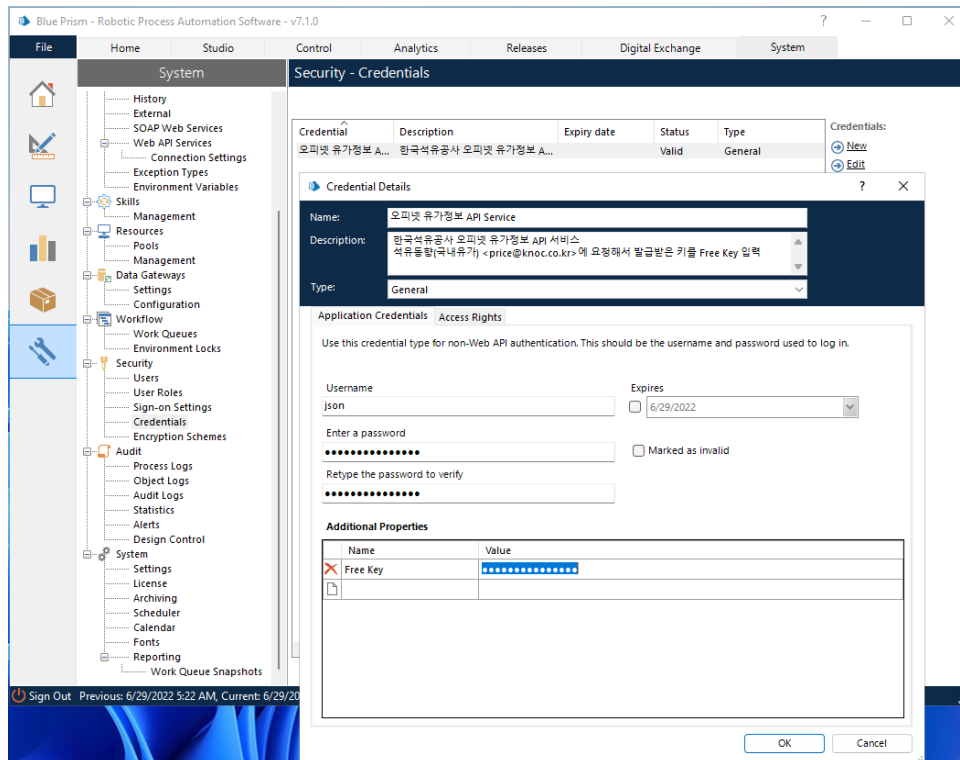 Blue Prism - Robotic Process Automation Software - v7.1.0
File Home Studio Control Analytics Releases Digital Exchange System
System
Security - Credentials
History
External
SOAP Web Services
Web API Services
Connection Settings
Exception Types
Environment Variables
Skills
Management
Resources
Pools
Management
Data Gateways
Settings
Configuration
Workflow
Work Queues
Environment Locks
Security
Users
User Roles
Sign-on Settings
Credentials
Encryption Schemes
Audit
Process Logs
Object Logs
Audit Logs
Statistics
Alerts
Design Control
System
Settings
License
Archiving
Scheduler
Calendar
Fonts
Reporting
Work Queue Snapshots
Credential Description Expiry date Status Type
오피넷 유가정보 A... 한국석유공사 오피넷 유가정보 A... Valid General
Credentials:
New
Edit
Credential Details
Name: 오피넷 유가정보 API Service
Description: 한국석유공사 오피넷 유가정보 API 서비스
석유동향(국내유가) <price@knoc.co.kr> 에 요청해서 발급받은 키를 Free Key 입력
Type: General
Application Credentials Access Rights
Use this credential type for non-Web API authentication. This should be the username and password used to log in.
Username Expires
json 6/29/2022
Enter a password
Marked as invalid
Retype the password to verify
Additional Properties
Name Value
Free Key
OK Cancel
Sign Out Previous: 6/29/2022 5:22 AM, Current: 6/29/20